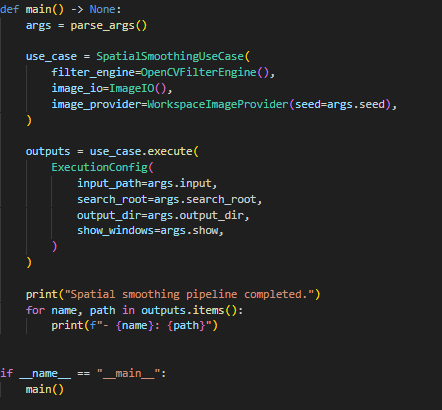 def main() -> None:
    args = parse_args()

    use_case = SpatialSmoothingUseCase(
        filter_engine=OpenCVFilterEngine(),
        image_io=ImageIO(),
        image_provider=WorkspaceImageProvider(seed=args.seed),
    )

    outputs = use_case.execute(
        ExecutionConfig(
            input_path=args.input,
            search_root=args.search_root,
            output_dir=args.output_dir,
            show_windows=args.show,
        )
    )

    print("Spatial smoothing pipeline completed.")
    for name, path in outputs.items():
        print(f"- {name}: {path}")


if __name__ == "__main__":
    main()